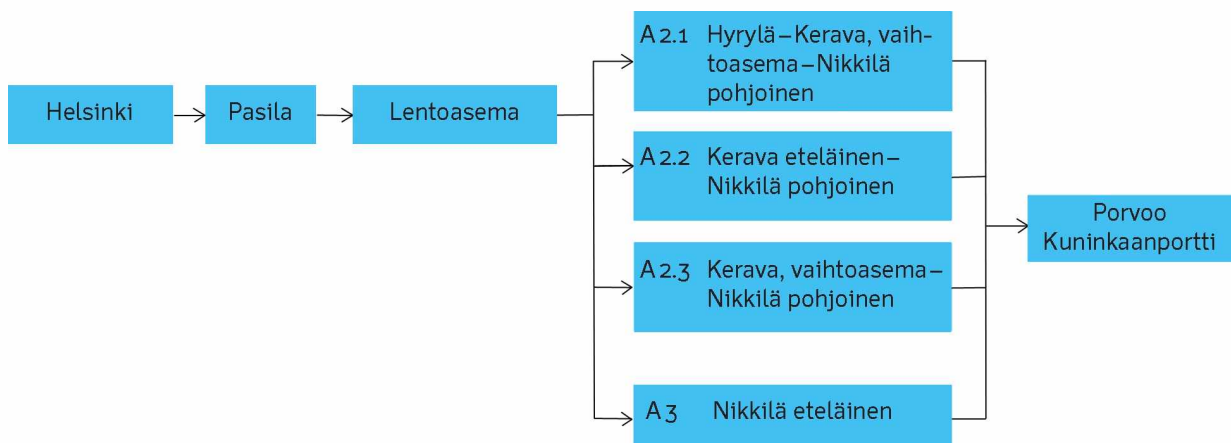 Helsinki
Pasila
Lentoasema
A 2.1 Hyrylä–Kerava, vaih-
toasema–Nikkilä
pohjoinen
A 2.2 Kerava eteläinen–
Nikkilä pohjoinen
A 2.3 Kerava, vaihtoasema–
Nikkilä pohjoinen
A 3 Nikkilä eteläinen
Porvoo
Kuninkaanportti